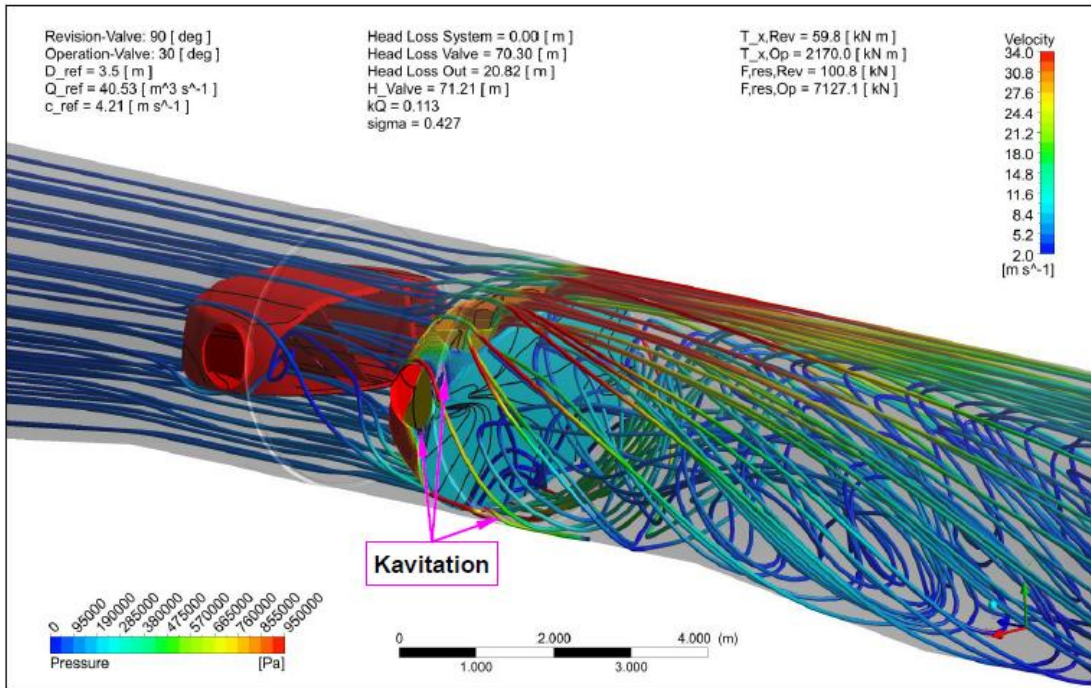 Revision-Valve: 90 [ deg ]
Operation-Valve: 30 [ deg ]
D_ref = 3.5 [ m ]
Q_ref = 40.53 [ m^3 s^-1 ]
c_ref = 4.21 [ m s^-1 ]
Head Loss System = 0.00 [ m ]
Head Loss Valve = 70.30 [ m ]
Head Loss Out = 20.82 [ m ]
H_Valve = 71.21 [ m ]
kQ = 0.113
sigma = 0.427
T_x,Rev = 59.8 [ kN m ]
T_x,Op = 2170.0 [ kN m ]
F,res,Rev = 100.8 [ kN ]
F,res,Op = 7127.1 [ kN ]
Velocity
34.0
30.8
27.6
24.4
21.2
18.0
14.8
11.6
8.4
5.2
2.0
[m s^-1]
Kavitation
0
95000
190000
285000
380000
475000
570000
665000
760000
855000
950000
Pressure [Pa]
0 2.000 4.000 (m)
1.000 3.000